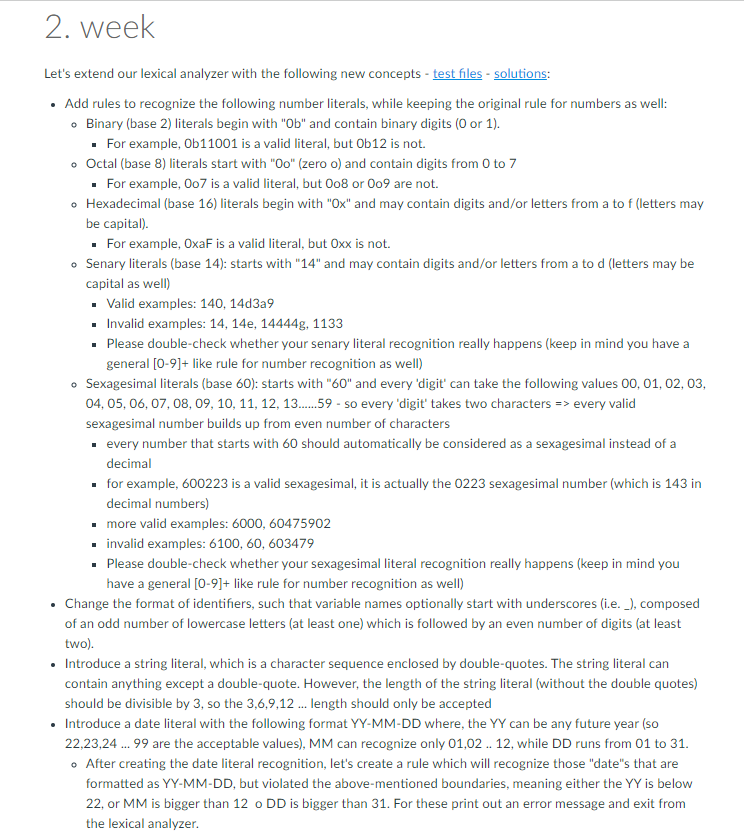 2. week
Let's extend our lexical analyzer with the following new concepts - test files - solutions:
• Add rules to recognize the following number literals, while keeping the original rule for numbers as well:
◦ Binary (base 2) literals begin with "0b" and contain binary digits (0 or 1).
▪ For example, 0b11001 is a valid literal, but 0b12 is not.
◦ Octal (base 8) literals start with "0o" (zero o) and contain digits from 0 to 7
▪ For example, 0o7 is a valid literal, but 0o8 or 0o9 are not.
◦ Hexadecimal (base 16) literals begin with "0x" and may contain digits and/or letters from a to f (letters may
be capital).
▪ For example, 0xaF is a valid literal, but 0xx is not.
◦ Senary literals (base 14): starts with "14" and may contain digits and/or letters from a to d (letters may be
capital as well)
▪ Valid examples: 140, 14d3a9
▪ Invalid examples: 14, 14e, 14444g, 1133
▪ Please double-check whether your senary literal recognition really happens (keep in mind you have a
general [0-9]+ like rule for number recognition as well)
◦ Sexagesimal literals (base 60): starts with "60" and every 'digit' can take the following values 00, 01, 02, 03,
04, 05, 06, 07, 08, 09, 10, 11, 12, 13......59 - so every 'digit' takes two characters => every valid
sexagesimal number builds up from even number of characters
▪ every number that starts with 60 should automatically be considered as a sexagesimal instead of a
decimal
▪ for example, 600223 is a valid sexagesimal, it is actually the 0223 sexagesimal number (which is 143 in
decimal numbers)
▪ more valid examples: 6000, 60475902
▪ invalid examples: 6100, 60, 603479
▪ Please double-check whether your sexagesimal literal recognition really happens (keep in mind you
have a general [0-9]+ like rule for number recognition as well)
• Change the format of identifiers, such that variable names optionally start with underscores (i.e. _), composed
of an odd number of lowercase letters (at least one) which is followed by an even number of digits (at least
two).
• Introduce a string literal, which is a character sequence enclosed by double-quotes. The string literal can
contain anything except a double-quote. However, the length of the string literal (without the double quotes)
should be divisible by 3, so the 3,6,9,12 ... length should only be accepted
• Introduce a date literal with the following format YY-MM-DD where, the YY can be any future year (so
22,23,24 ... 99 are the acceptable values), MM can recognize only 01,02 .. 12, while DD runs from 01 to 31.
◦ After creating the date literal recognition, let's create a rule which will recognize those "date"s that are
formatted as YY-MM-DD, but violated the above-mentioned boundaries, meaning either the YY is below
22, or MM is bigger than 12 o DD is bigger than 31. For these print out an error message and exit from
the lexical analyzer.